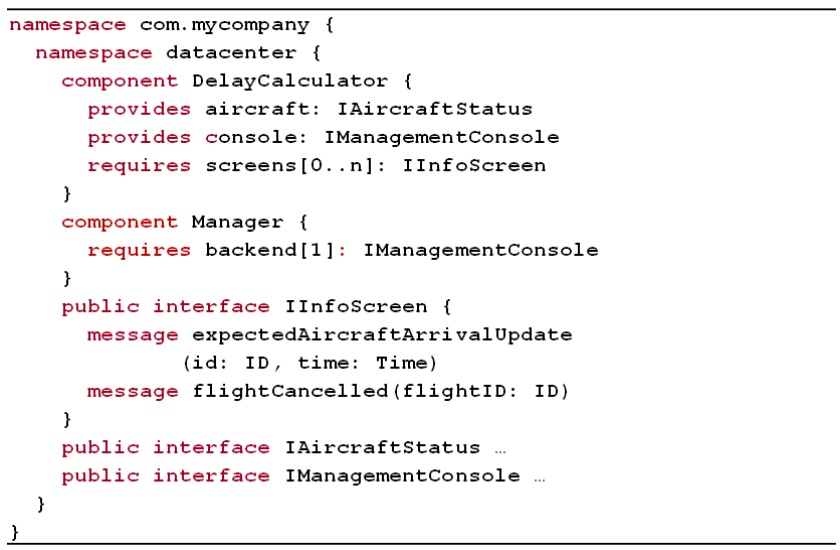 namespace com.mycompany {
  namespace datacenter {
    component DelayCalculator {
      provides aircraft: IAircraftStatus
      provides console: IManagementConsole
      requires screens[0..n]: IInfoScreen
    }
    component Manager {
      requires backend[1]: IManagementConsole
    }
    public interface IInfoScreen {
      message expectedAircraftArrivalUpdate
             (id: ID, time: Time)
      message flightCancelled(flightID: ID)
    }
    public interface IAircraftStatus …
    public interface IManagementConsole …
  }
}